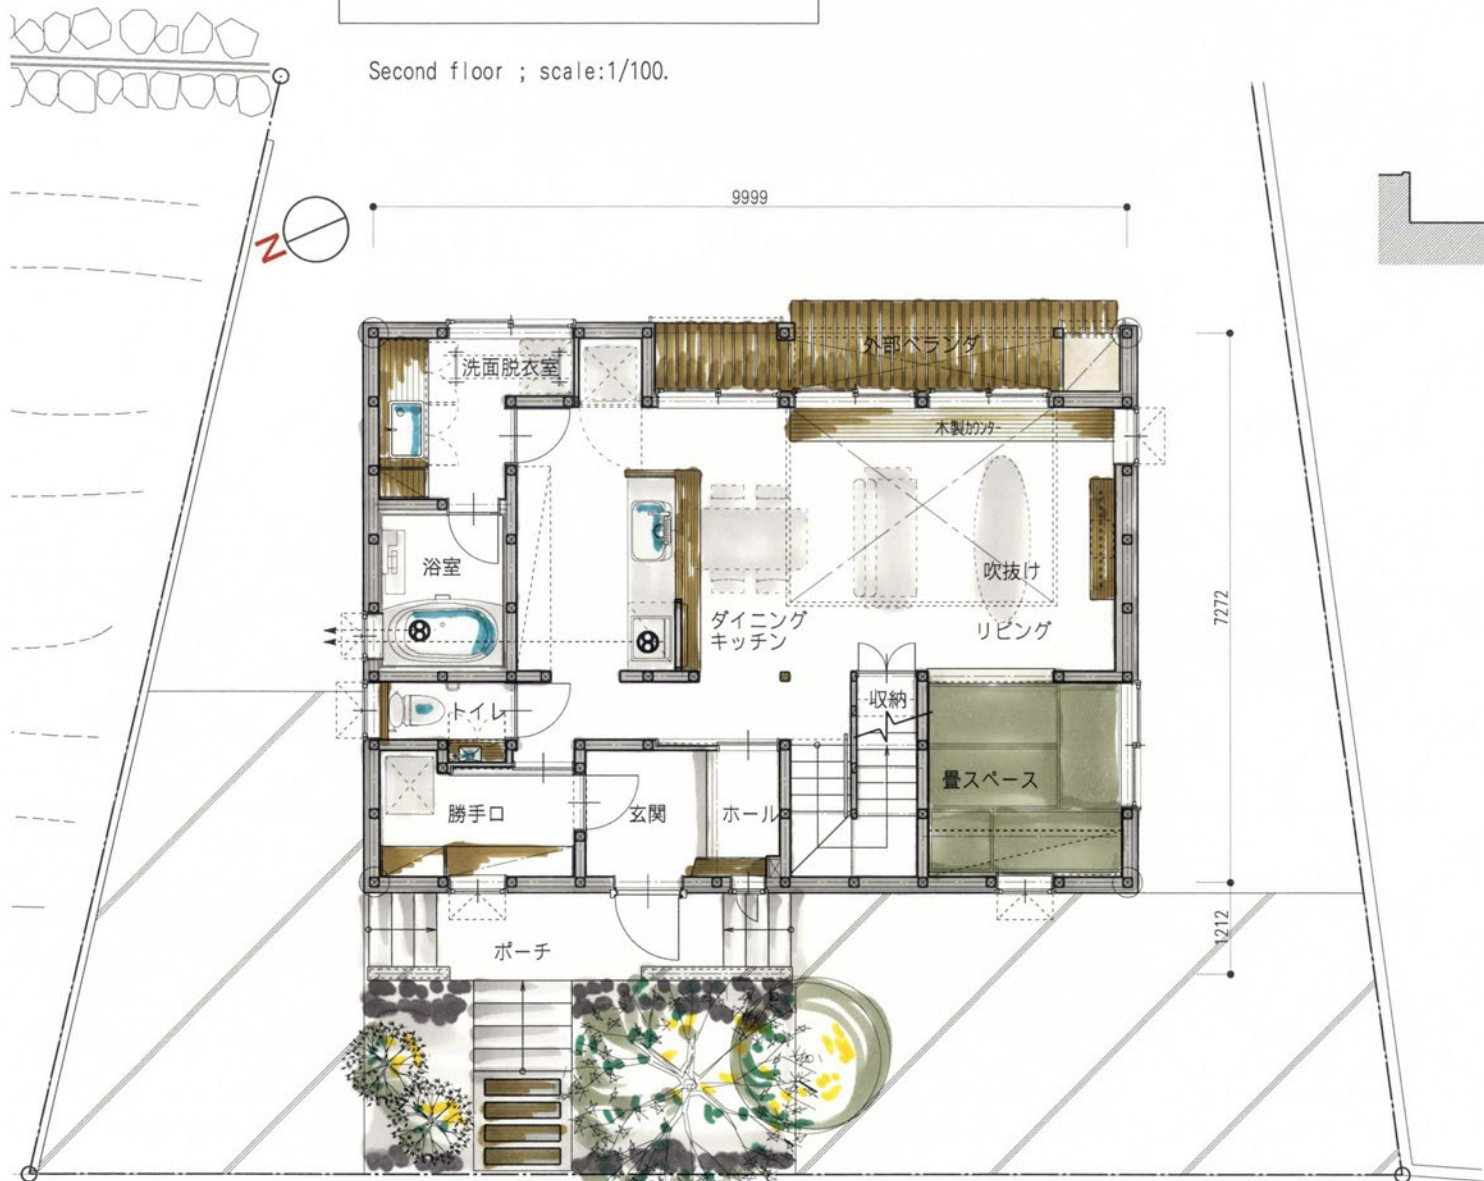 Second floor ; scale:1/100.
9999
N
外部ベランダ
洗面脱衣室
木製カウンター
浴室
吹抜け
ダイニング
キッチン
リビング
7272
トイレ
収納
畳スペース
勝手口
玄関
ホール
1212
ポーチ